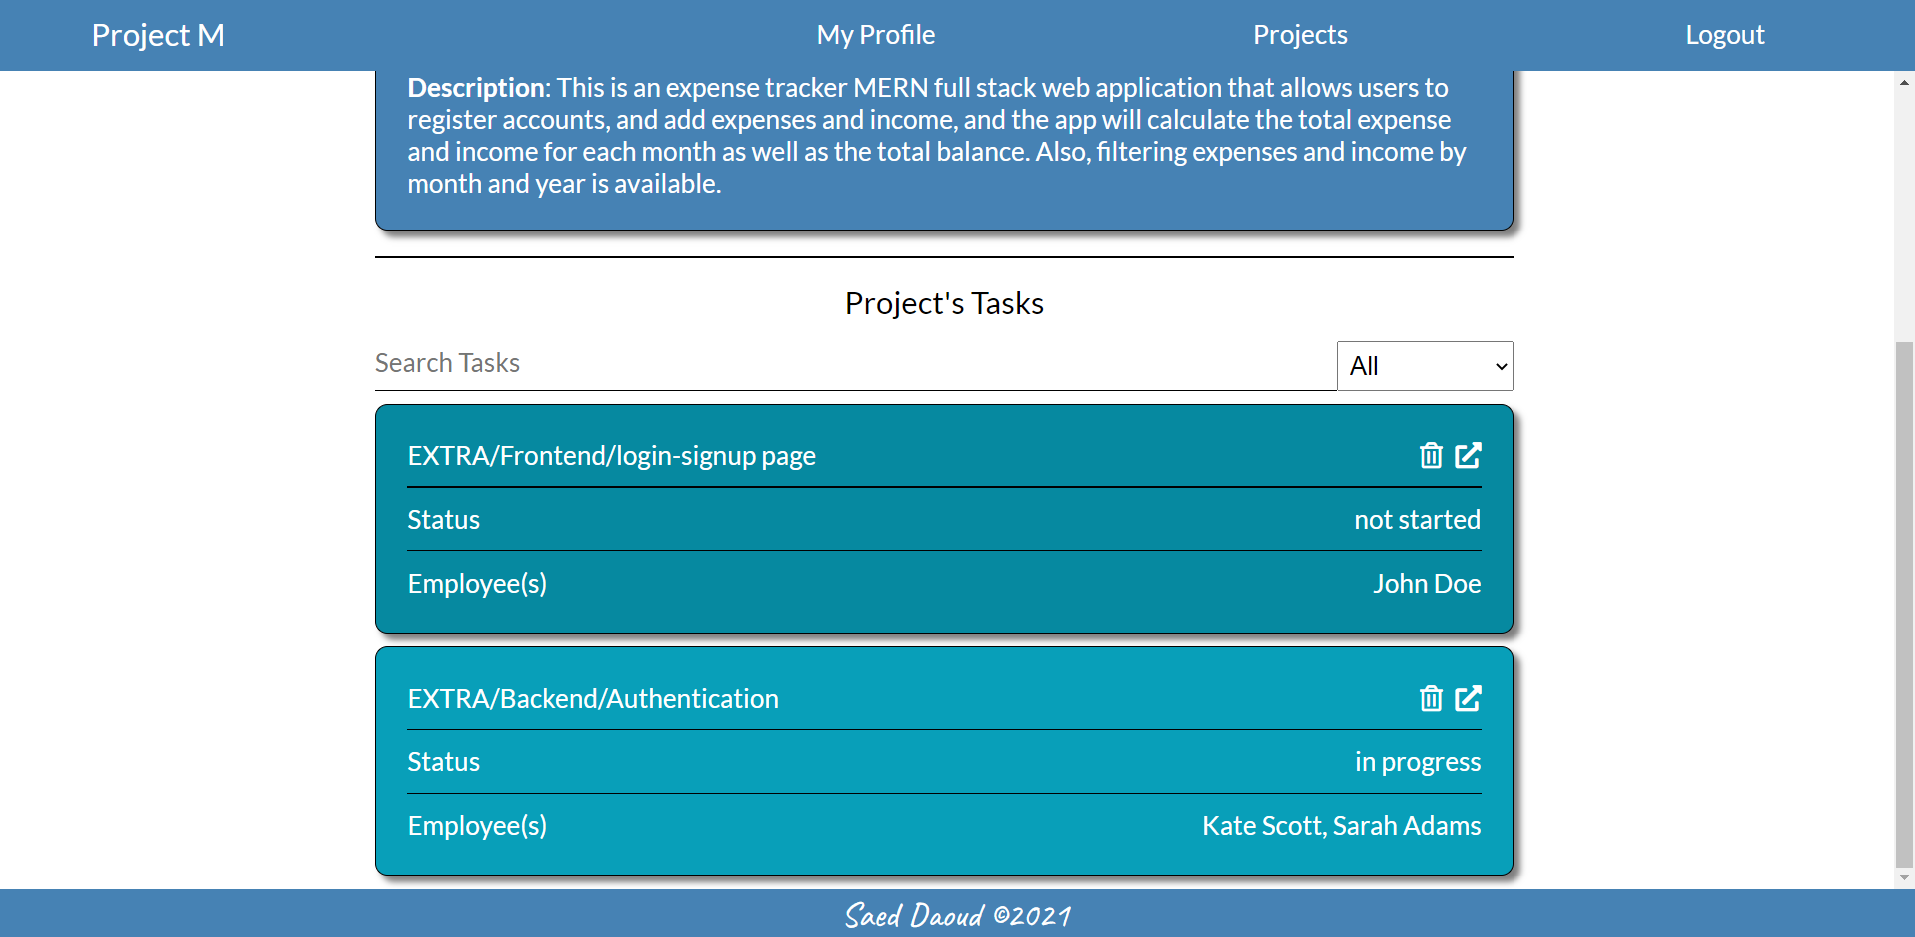 Project M My Profile Projects Logout
Description: This is an expense tracker MERN full stack web application that allows users to
register accounts, and add expenses and income, and the app will calculate the total expense
and income for each month as well as the total balance. Also, filtering expenses and income by
month and year is available.
Project's Tasks
Search Tasks All
EXTRA/Frontend/login-signup page
Status not started
Employee(s) John Doe
EXTRA/Backend/Authentication
Status in progress
Employee(s) Kate Scott, Sarah Adams
Saed Daoud ©2021